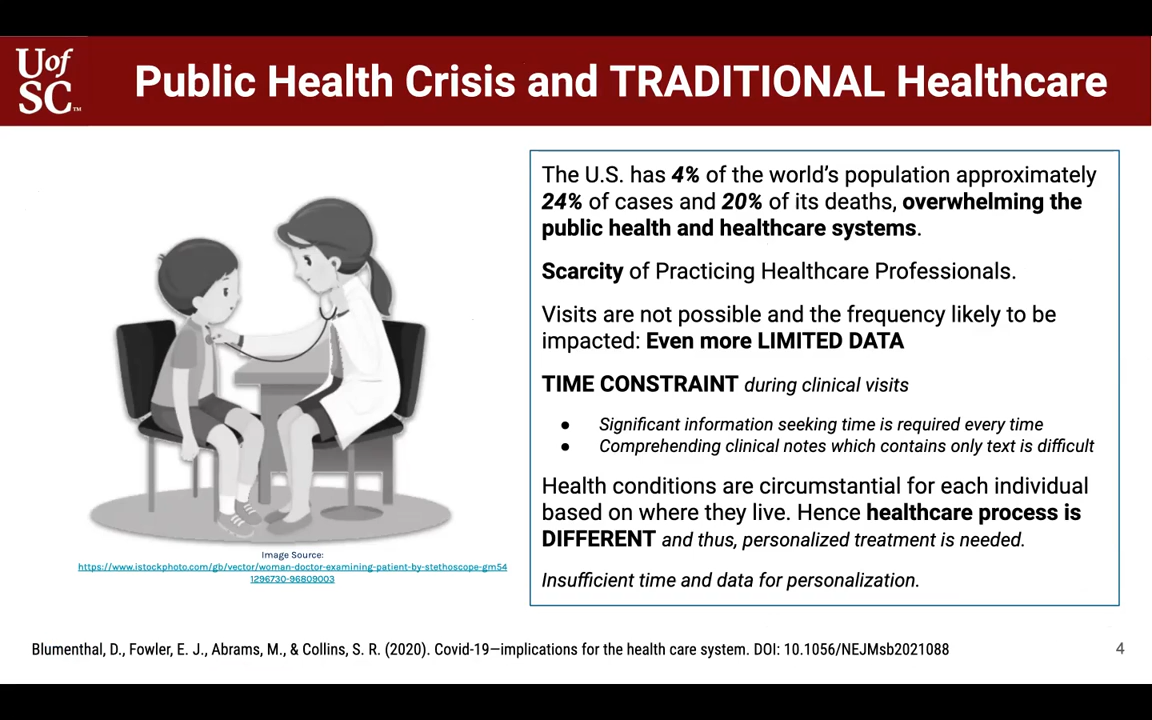 U of
SC™
Public Health Crisis and TRADITIONAL Healthcare
The U.S. has 4% of the world's population approximately
24% of cases and 20% of its deaths, overwhelming the
public health and healthcare systems.
Scarcity of Practicing Healthcare Professionals.
Visits are not possible and the frequency likely to be
impacted: Even more LIMITED DATA
TIME CONSTRAINT during clinical visits
● Significant information seeking time is required every time
● Comprehending clinical notes which contains only text is difficult
Health conditions are circumstantial for each individual
based on where they live. Hence healthcare process is
DIFFERENT and thus, personalized treatment is needed.
Insufficient time and data for personalization.
Image Source:
https://www.istockphoto.com/gb/vector/woman-doctor-examining-patient-by-stethoscope-gm54
1296730-96809003
Blumenthal, D., Fowler, E. J., Abrams, M., & Collins, S. R. (2020). Covid-19—implications for the health care system. DOI: 10.1056/NEJMsb2021088
4